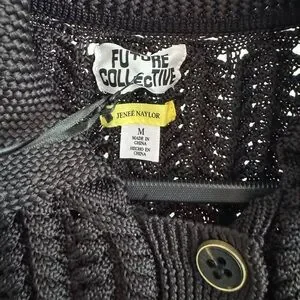 FUTURE
COLLECTIVE
JENEÉ NAYLOR
M
MADE IN
CHINA
HECHO EN
CHINA